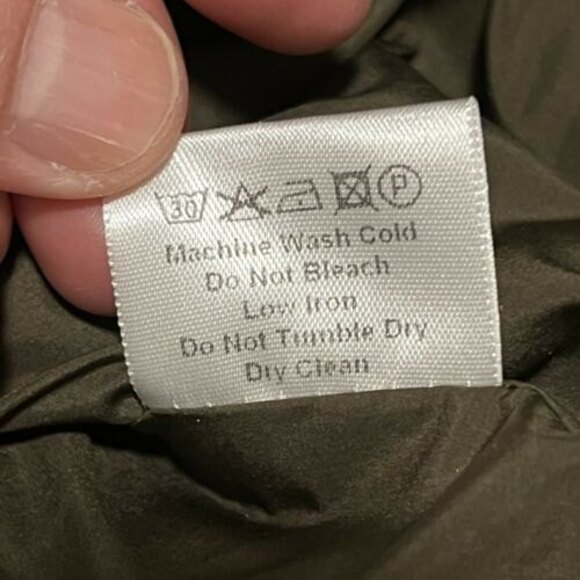 30 P
Machine Wash Cold
Do Not Bleach
Low Iron
Do Not Tumble Dry
Dry Clean